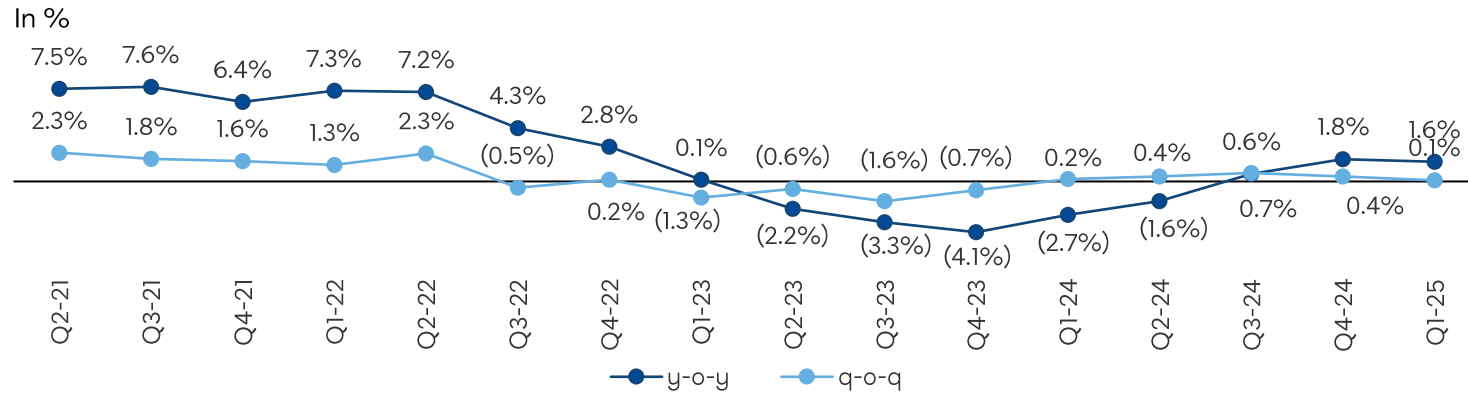 In %
7.5% 7.6% 6.4% 7.3% 7.2% 4.3% 2.8% 0.1% (2.2%) (3.3%) (4.1%) (2.7%) (1.6%) 0.6% 1.8% 1.6%
2.3% 1.8% 1.6% 1.3% 2.3% (0.5%) 0.2% (1.3%) (0.6%) (1.6%) (0.7%) 0.2% 0.4% 0.7% 0.4% 0.1%
Q2-21 Q3-21 Q4-21 Q1-22 Q2-22 Q3-22 Q4-22 Q1-23 Q2-23 Q3-23 Q4-23 Q1-24 Q2-24 Q3-24 Q4-24 Q1-25
y-o-y q-o-q